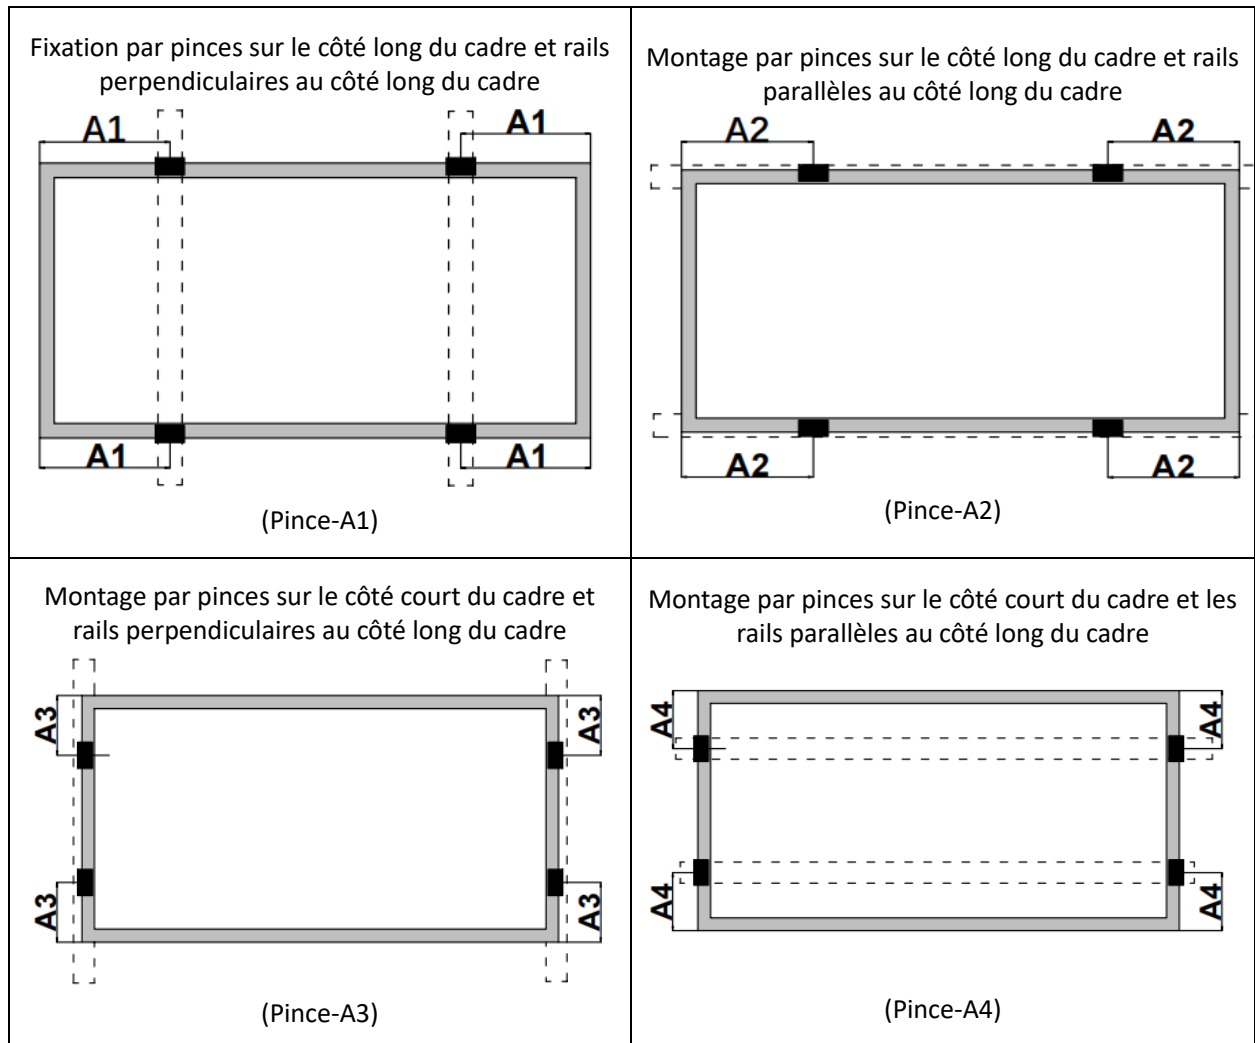 Fixation par pinces sur le côté long du cadre et rails
perpendiculaires au côté long du cadre
A1
A1
A1
A1
(Pince-A1)
Montage par pinces sur le côté long du cadre et rails
parallèles au côté long du cadre
A2
A2
A2
A2
(Pince-A2)
Montage par pinces sur le côté court du cadre et
rails perpendiculaires au côté long du cadre
A3
A3
A3
A3
(Pince-A3)
Montage par pinces sur le côté court du cadre et les
rails parallèles au côté long du cadre
A4
A4
A4
A4
(Pince-A4)